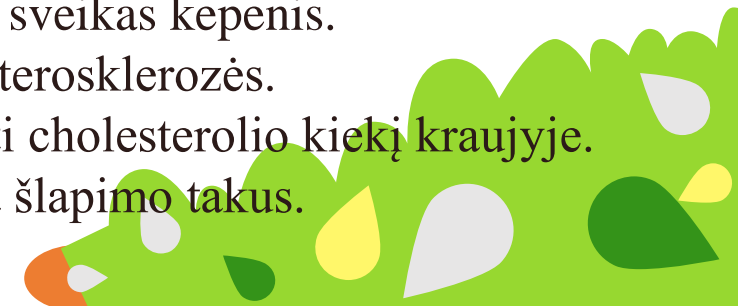 sveikas kepenis.
terosklerozės.
cholesterolio kiekį kraujyje.
šlapimo takus.